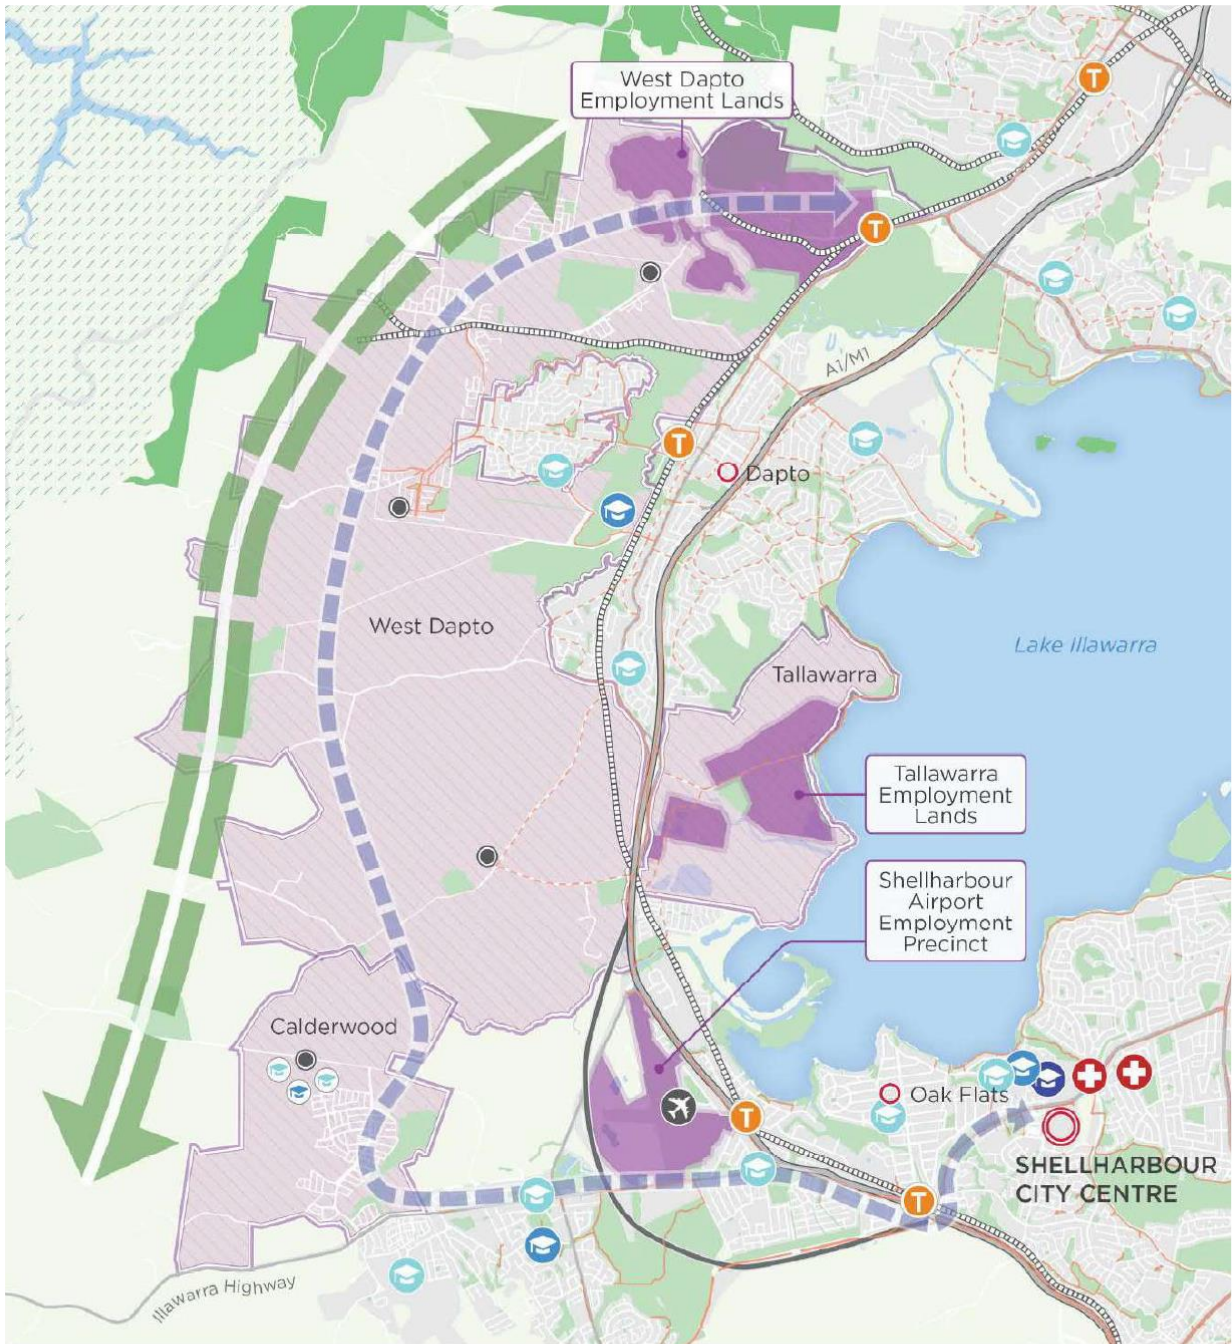 West Dapto
Employment Lands
T
T
A1/M1
T
Dapto
West Dapto
Lake Illawarra
Tallawarra
Tallawarra
Employment
Lands
Shellharbour
Airport
Employment
Precinct
Calderwood
Oak Flats
T
SHELLHARBOUR
CITY CENTRE
T
Illawarra Highway